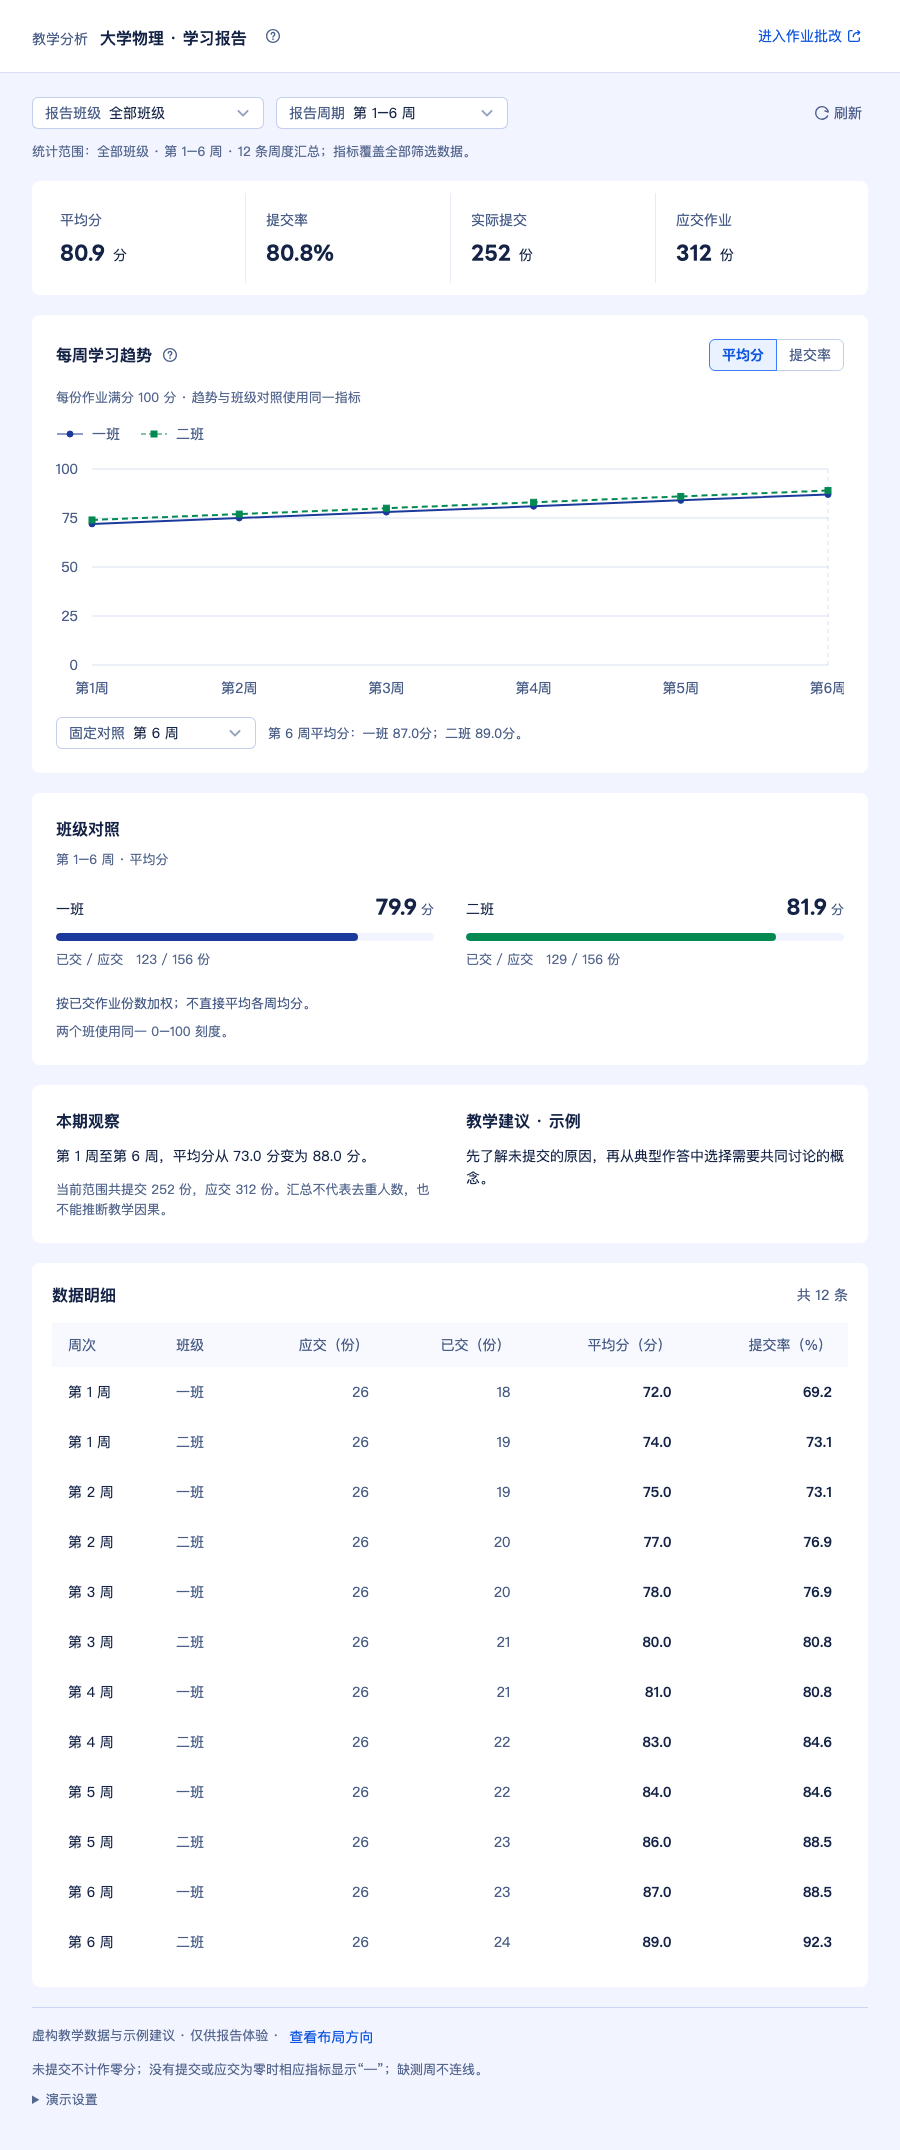 教学分析 大学物理 · 学习报告
进入作业批改
报告班级 全部班级
报告周期 第 1—6 周
刷新
统计范围：全部班级 · 第 1—6 周 · 12 条周度汇总；指标覆盖全部筛选数据。
平均分 提交率 实际提交 应交作业
80.9 分 80.8% 252 份 312 份
每周学习趋势
平均分 提交率
每份作业满分 100 分 · 趋势与班级对照使用同一指标
一班 二班
100
75
50
25
0
第1周 第2周 第3周 第4周 第5周 第6周
固定对照 第 6 周
第 6 周平均分：一班 87.0分；二班 89.0分。
班级对照
第 1—6 周 · 平均分
一班 79.9 分
已交 / 应交 123 / 156 份
二班 81.9 分
已交 / 应交 129 / 156 份
按已交作业份数加权；不直接平均各周均分。
两个班使用同一 0—100 刻度。
本期观察
第 1 周至第 6 周，平均分从 73.0 分变为 88.0 分。
当前范围共提交 252 份，应交 312 份。汇总不代表去重人数，也
不能推断教学因果。
教学建议 · 示例
先了解未提交的原因，再从典型作答中选择需要共同讨论的概
念。
数据明细
共 12 条
周次 班级 应交（份） 已交（份） 平均分（分） 提交率（%）
第 1 周 一班 26 18 72.0 69.2
第 1 周 二班 26 19 74.0 73.1
第 2 周 一班 26 19 75.0 73.1
第 2 周 二班 26 20 77.0 76.9
第 3 周 一班 26 20 78.0 76.9
第 3 周 二班 26 21 80.0 80.8
第 4 周 一班 26 21 81.0 80.8
第 4 周 二班 26 22 83.0 84.6
第 5 周 一班 26 22 84.0 84.6
第 5 周 二班 26 23 86.0 88.5
第 6 周 一班 26 23 87.0 88.5
第 6 周 二班 26 24 89.0 92.3
虚构教学数据与示例建议 · 仅供报告体验 · 查看布局方向
未提交不计作零分；没有提交或应交为零时相应指标显示“—”；缺测周不连线。
演示设置